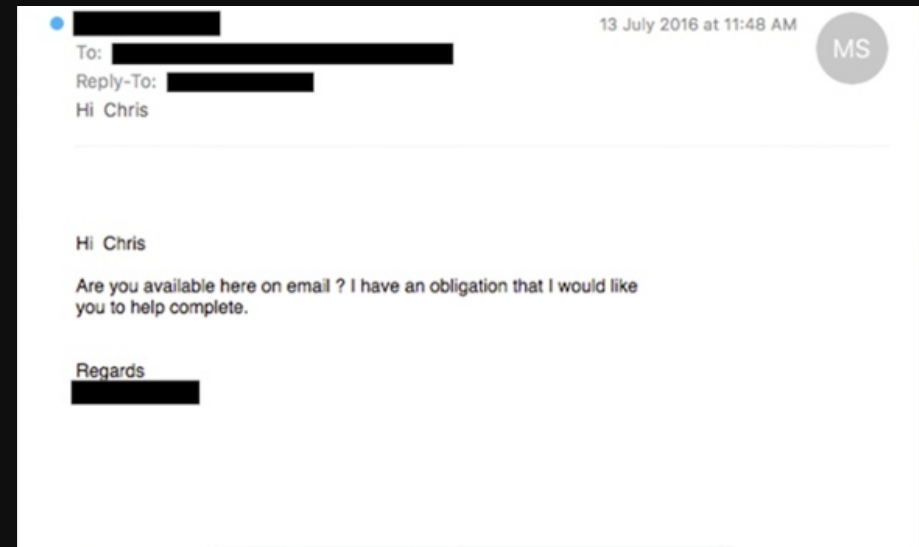 13 July 2016 at 11:48 AM
MS
To:
Reply-To:
Hi Chris
Hi Chris
Are you available here on email ? I have an obligation that I would like
you to help complete.
Regards